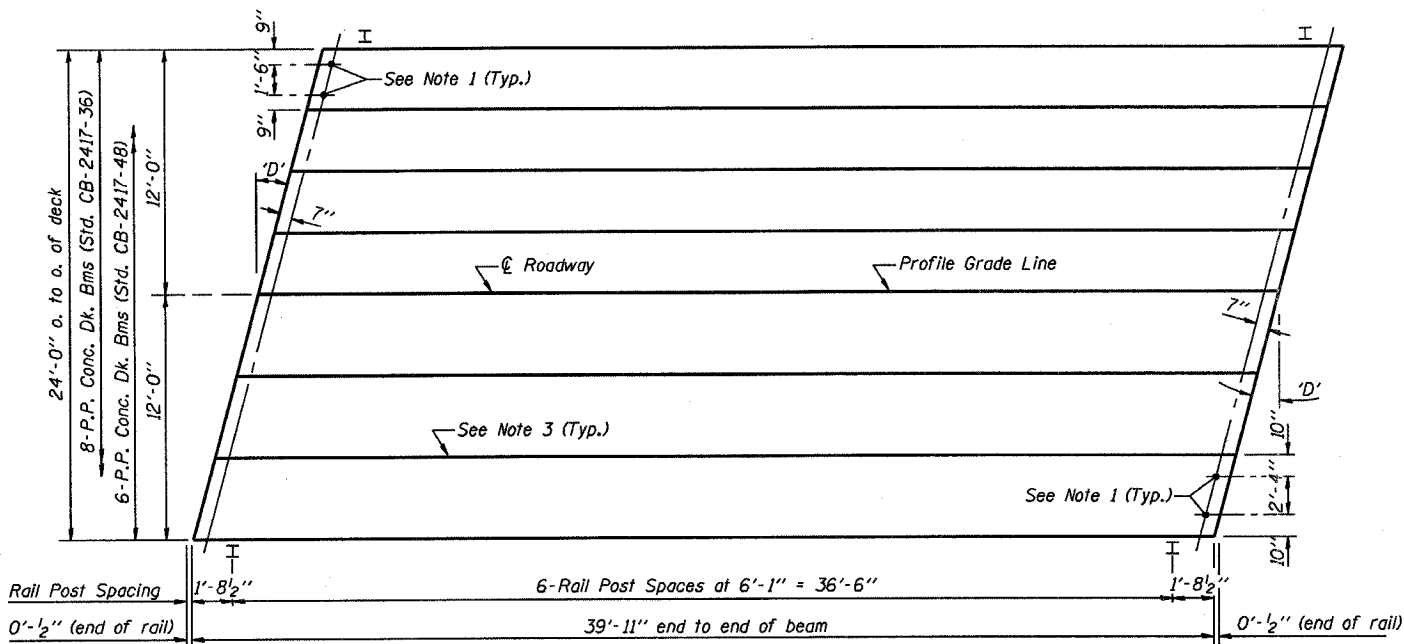 9"
1'-6"
9"
See Note 1 (Typ.)
24'-0" o. to o. of deck
8-P.P. Conc. Dk. Bms (Std. CB-2417-36)
6-P.P. Conc. Dk. Bms (Std. CB-2417-48)
12'-0"
12'-0"
'D'
7"
℄ Roadway
Profile Grade Line
7"
'D'
See Note 3 (Typ.)
See Note 1 (Typ.)
10"
2'-4"
10"
Rail Post Spacing
1'-8½"
6-Rail Post Spaces at 6'-1" = 36'-6"
1'-8½"
0'-½" (end of rail)
39'-11" end to end of beam
0'-½" (end of rail)